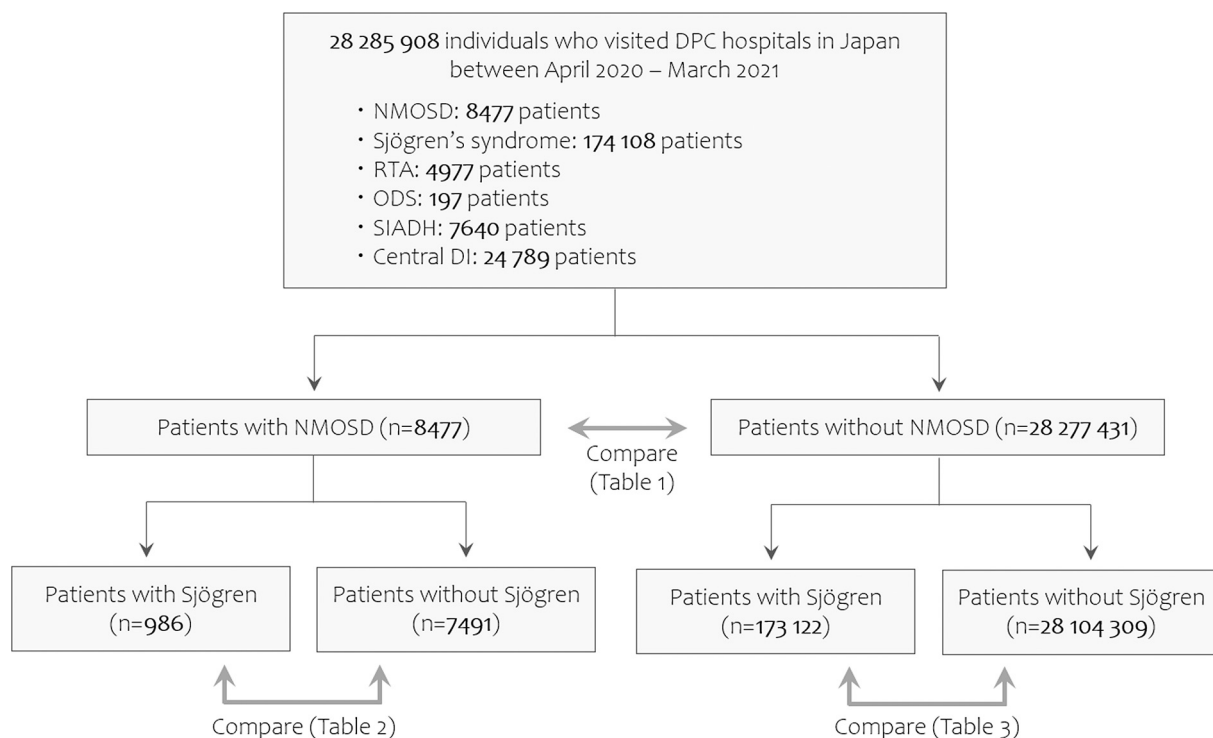 28 285 908 individuals who visited DPC hospitals in Japan
between April 2020 – March 2021
・NMOSD: 8477 patients
・Sjögren’s syndrome: 174 108 patients
・RTA: 4977 patients
・ODS: 197 patients
・SIADH: 7640 patients
・Central DI: 24 789 patients
Patients with NMOSD (n=8477)
Compare
(Table 1)
Patients without NMOSD (n=28 277 431)
Patients with Sjögren
(n=986)
Patients without Sjögren
(n=7491)
Patients with Sjögren
(n=173 122)
Patients without Sjögren
(n=28 104 309)
Compare (Table 2)
Compare (Table 3)